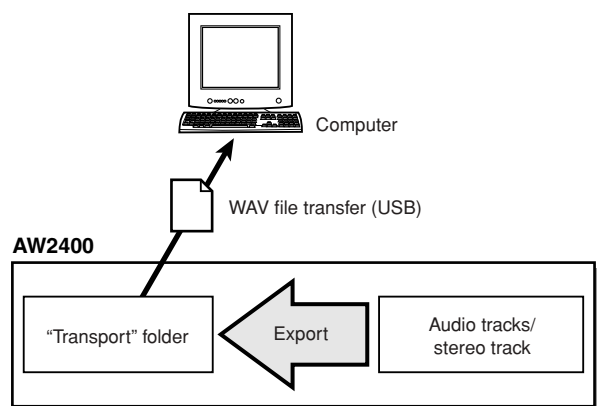 Computer
WAV file transfer (USB)
AW2400
“Transport” folder
Export
Audio tracks/
stereo track